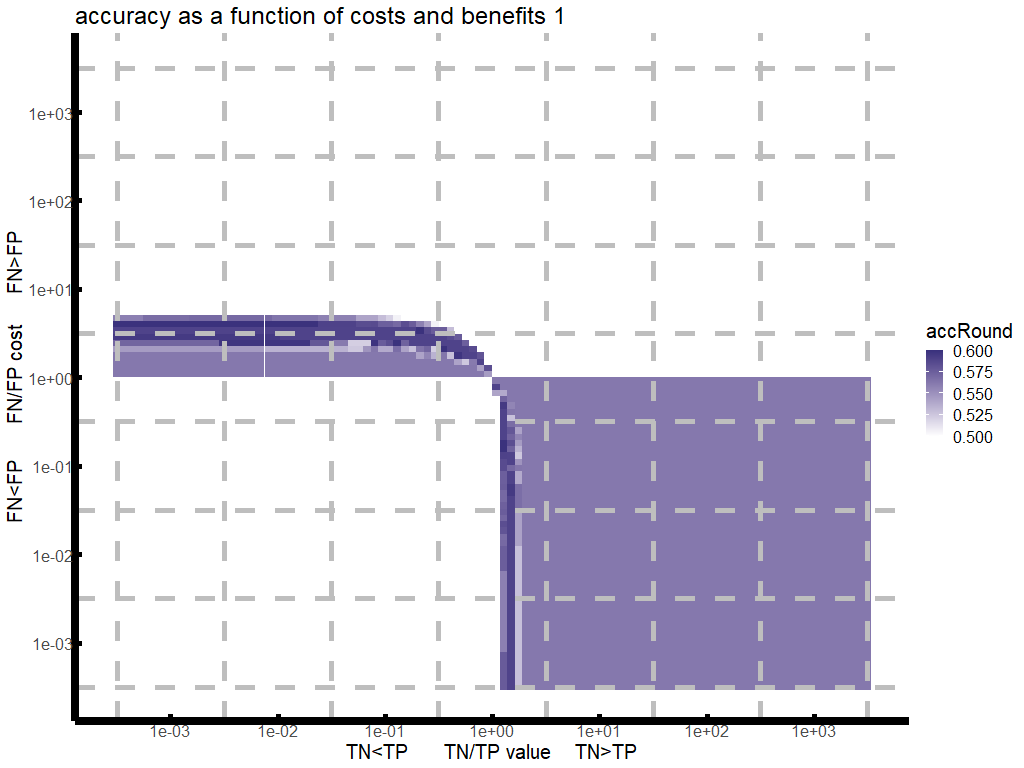 accuracy as a function of costs and benefits 1
1e+03
1e+02
1e+01
1e+00
1e-01
1e-02
1e-03
FN<FP FN/FP cost FN>FP
1e-03 1e-02 1e-01 1e+00 1e+01 1e+02 1e+03
TN<TP TN/TP value TN>TP
accRound
0.600
0.575
0.550
0.525
0.500